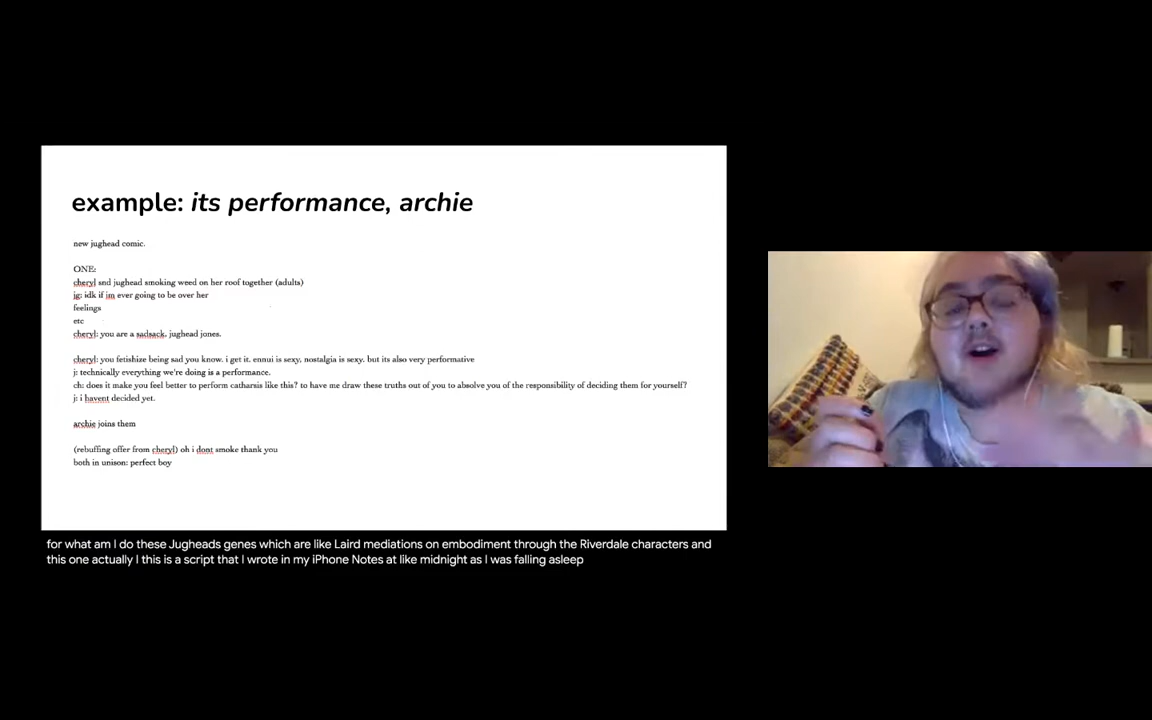 example: its performance, archie
new jughead comic.
ONE:
cheryl snd jughead smoking weed on her roof together (adults)
jg: idk if im ever going to be over her
feelings
etc
cheryl: you are a sadsack, jughead jones.
cheryl: you fetishize being sad you know. i get it. ennui is sexy, nostalgia is sexy. but its also very performative
j: technically everything we're doing is a performance.
ch: does it make you feel better to perform catharsis like this? to have me draw these truths out of you to absolve you of the responsibility of deciding them for yourself?
j: i havent decided yet.
archie joins them
(rebuffing offer from cheryl) oh i dont smoke thank you
both in unison: perfect boy
for what am I do these Jugheads genes which are like Laird mediations on embodiment through the Riverdale characters and
this one actually I this is a script that I wrote in my iPhone Notes at like midnight as I was falling asleep